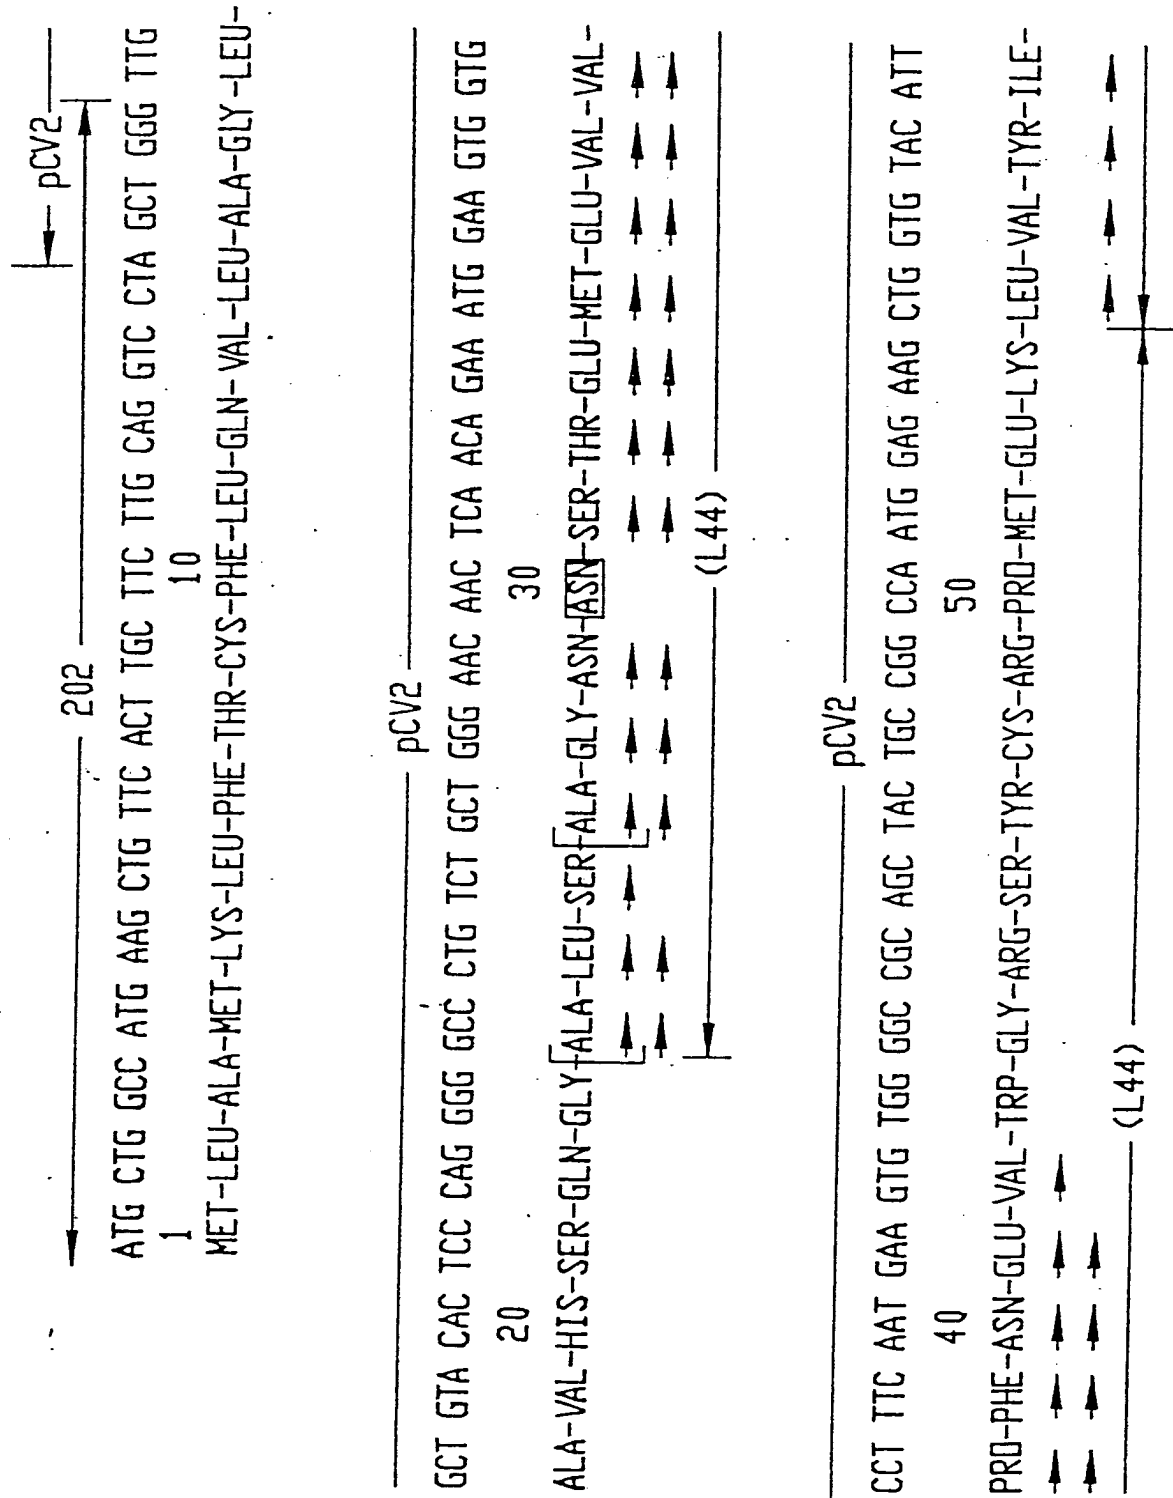 pCV2
202
ATG CTG GCC ATG AAG CTG TTC ACT TGC TTC TTG CAG GTC CTA GCT GGG TTG
1 10
MET-LEU-ALA-MET-LYS-LEU-PHE-THR-CYS-PHE-LEU-GLN-VAL-LEU-ALA-GLY-LEU-
pCV2
GCT GTA CAC TCC CAG GGG GCC CTG TCT GCT GGG AAC AAC TCA ACA GAA ATG GAA GTG GTG
20 30
ALA-VAL-HIS-SER-GLN-GLY-ALA-LEU-SER-ALA-GLY-ASN-ASN-SER-THR-GLU-MET-GLU-VAL-VAL-
(L44)
pCV2
CCT TTC AAT GAA GTG TGG GGC CGC AGC TAC TGC CGG CCA ATG GAG AAG CTG GTG TAC ATT
40 50
PRO-PHE-ASN-GLU-VAL-TRP-GLY-ARG-SER-TYR-CYS-ARG-PRO-MET-GLU-LYS-LEU-VAL-TYR-ILE-
(L44)